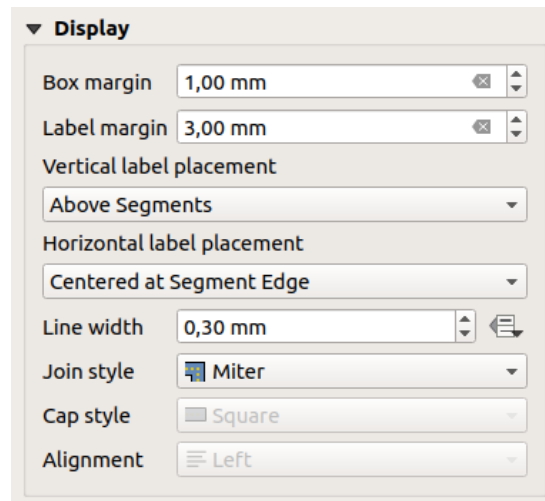 Display
Box margin 1,00 mm
Label margin 3,00 mm
Vertical label placement
Above Segments
Horizontal label placement
Centered at Segment Edge
Line width 0,30 mm
Join style Miter
Cap style Square
Alignment Left